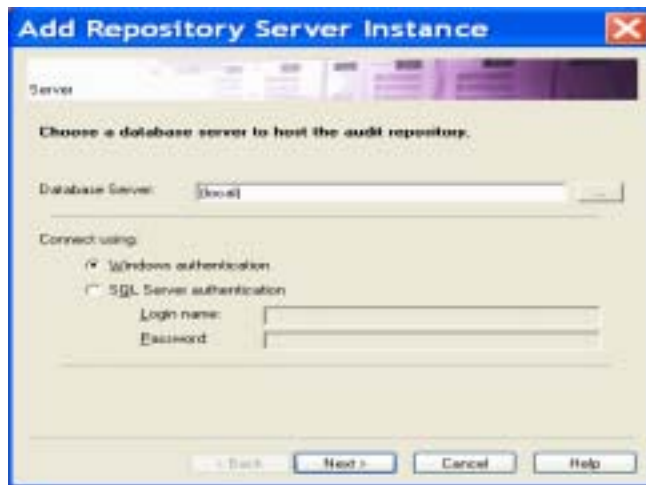 Add Repository Server Instance
Server
Choose a database server to host the audit repository.
Database Server: (local) ...
Connect using:
Windows authentication
SQL Server authentication
Login name:
Password:
< Back Next > Cancel Help